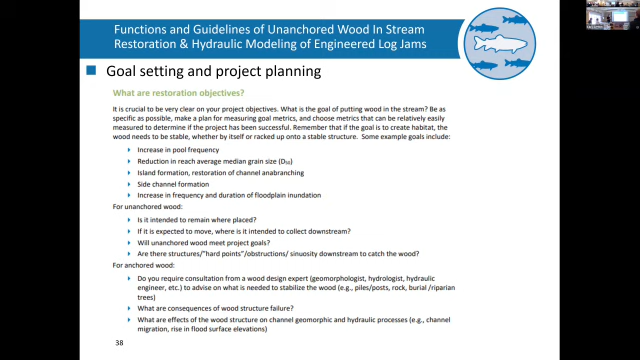 Functions and Guidelines of Unanchored Wood In Stream
Restoration & Hydraulic Modeling of Engineered Log Jams
Goal setting and project planning
What are restoration objectives?
It is crucial to be very clear on your project objectives. What is the goal of putting wood in the stream? Be as
specific as possible, make a plan for measuring goal metrics, and choose metrics that can be relatively easily
measured to determine if the project has been successful. Remember that if the goal is to create habitat, the
wood needs to be stable, whether by itself or racked up onto a stable structure. Some example goals include:
Increase in pool frequency
Reduction in reach average median grain size (D50)
Island formation, restoration of channel anabranching
Side channel formation
Increase in frequency and duration of floodplain inundation
For unanchored wood:
Is it intended to remain where placed?
If it is expected to move, where is it intended to collect downstream?
Will unanchored wood meet project goals?
Are there structures/"hard points"/obstructions/ sinuosity downstream to catch the wood?
For anchored wood:
Do you require consultation from a wood design expert (geomorphologist, hydrologist, hydraulic
engineer, etc.) to advise on what is needed to stabilize the wood (e.g., piles/posts, rock, burial /riparian
trees)
What are consequences of wood structure failure?
What are effects of the wood structure on channel geomorphic and hydraulic processes (e.g., channel
migration, rise in flood surface elevations)
38